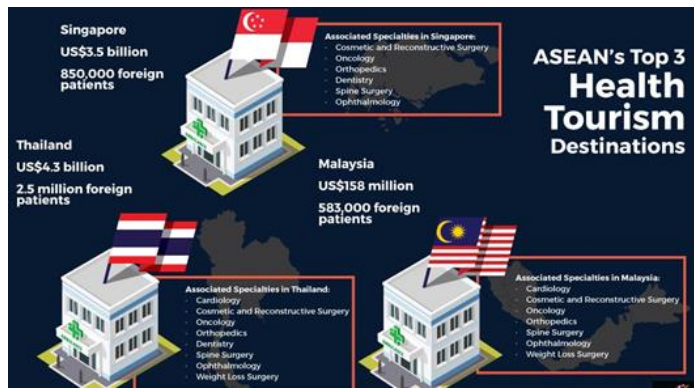 Singapore
US$3.5 billion
850,000 foreign
patients
Associated Specialties in Singapore:
· Cosmetic and Reconstructive Surgery
· Oncology
· Orthopedics
· Dentistry
· Spine Surgery
· Ophthalmology
ASEAN's Top 3
Health
Tourism
Destinations
Thailand
US$4.3 billion
2.5 million foreign
patients
Malaysia
US$158 million
583,000 foreign
patients
Associated Specialties in Thailand:
· Cardiology
· Cosmetic and Reconstructive Surgery
· Oncology
· Orthopedics
· Dentistry
· Spine Surgery
· Ophthalmology
· Weight Loss Surgery
Associated Specialties in Malaysia:
· Cardiology
· Cosmetic and Reconstructive Surgery
· Oncology
· Orthopedics
· Spine Surgery
· Ophthalmology
· Weight Loss Surgery